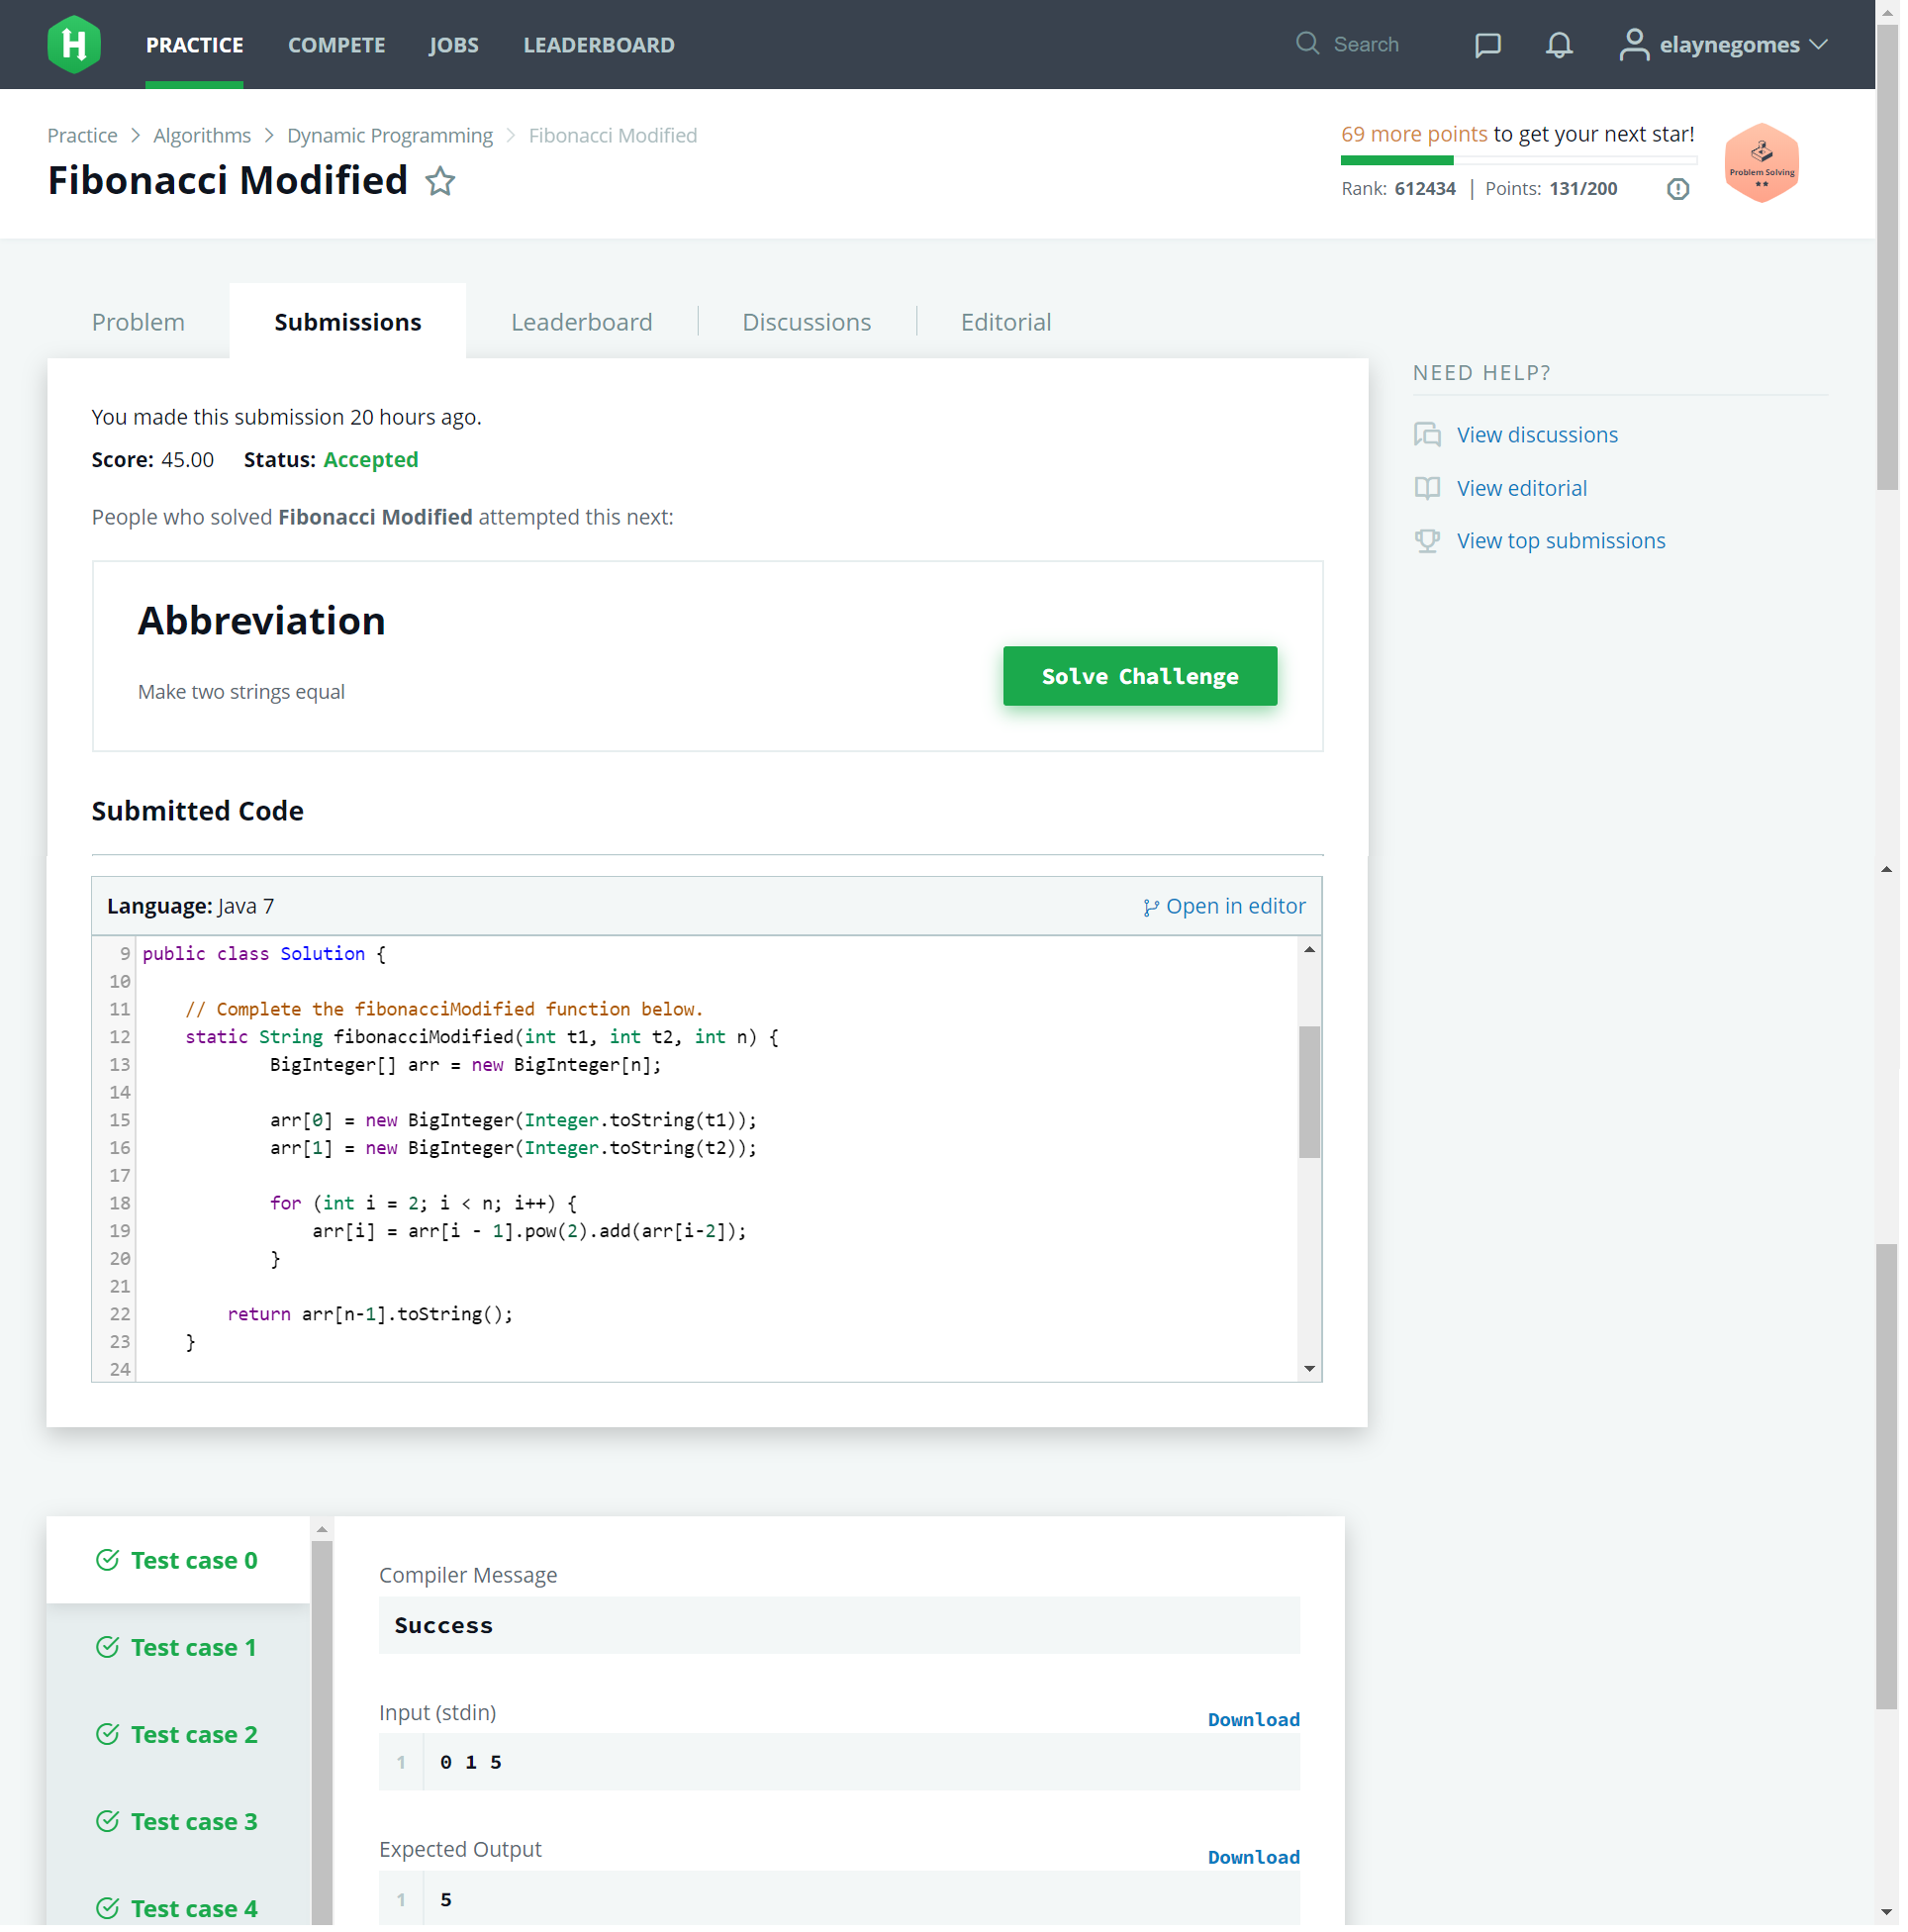 H PRACTICE COMPETE JOBS LEADERBOARD Search elaynegomes
Practice > Algorithms > Dynamic Programming > Fibonacci Modified
Fibonacci Modified
69 more points to get your next star!
Rank: 612434 | Points: 131/200
Problem Solving
Problem Submissions Leaderboard Discussions Editorial
You made this submission 20 hours ago.
Score: 45.00 Status: Accepted
People who solved Fibonacci Modified attempted this next:
Abbreviation
Make two strings equal
Solve Challenge
NEED HELP?
View discussions
View editorial
View top submissions
Submitted Code
Language: Java 7 Open in editor
9 public class Solution {
10
11 // Complete the fibonacciModified function below.
12 static String fibonacciModified(int t1, int t2, int n) {
13 BigInteger[] arr = new BigInteger[n];
14
15 arr[0] = new BigInteger(Integer.toString(t1));
16 arr[1] = new BigInteger(Integer.toString(t2));
17
18 for (int i = 2; i < n; i++) {
19 arr[i] = arr[i - 1].pow(2).add(arr[i-2]);
20 }
21
22 return arr[n-1].toString();
23 }
24
Test case 0
Test case 1
Test case 2
Test case 3
Test case 4
Compiler Message
Success
Input (stdin) Download
1 0 1 5
Expected Output Download
1 5